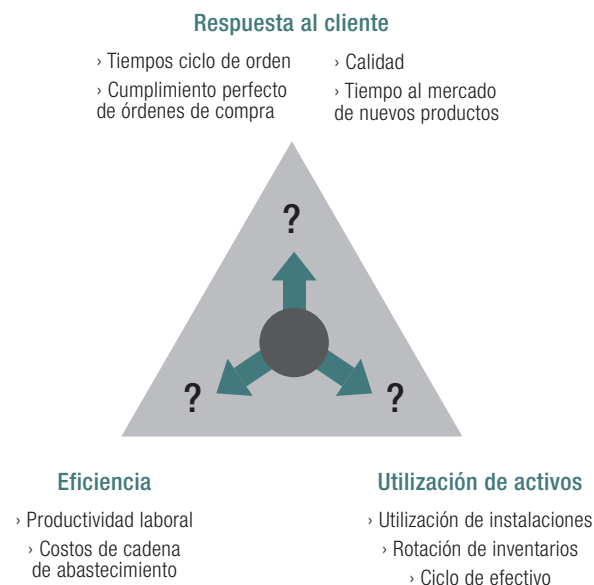 Respuesta al cliente
› Tiempos ciclo de orden
› Cumplimiento perfecto
de órdenes de compra
› Calidad
› Tiempo al mercado
de nuevos productos
?
?
?
Eficiencia
› Productividad laboral
› Costos de cadena
de abastecimiento
Utilización de activos
› Utilización de instalaciones
› Rotación de inventarios
› Ciclo de efectivo